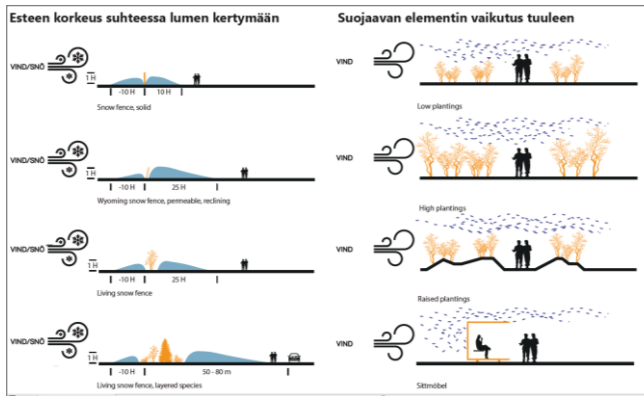 Esteen korkeus suhteessa lumen kertymään
VIND/SNÖ
1 H
-10 H
10 H
Snow fence, solid
VIND/SNÖ
1 H
-10 H
25 H
Wyoming snow fence, permeable, reclining
VIND/SNÖ
1 H
-10 H
25 H
Living snow fence
VIND/SNÖ
1 H
-10 H
50 - 80 m
Living snow fence, layered species
Suojaavan elementin vaikutus tuuleen
VIND
Low plantings
VIND
High plantings
VIND
Raised plantings
VIND
Sittmöbel